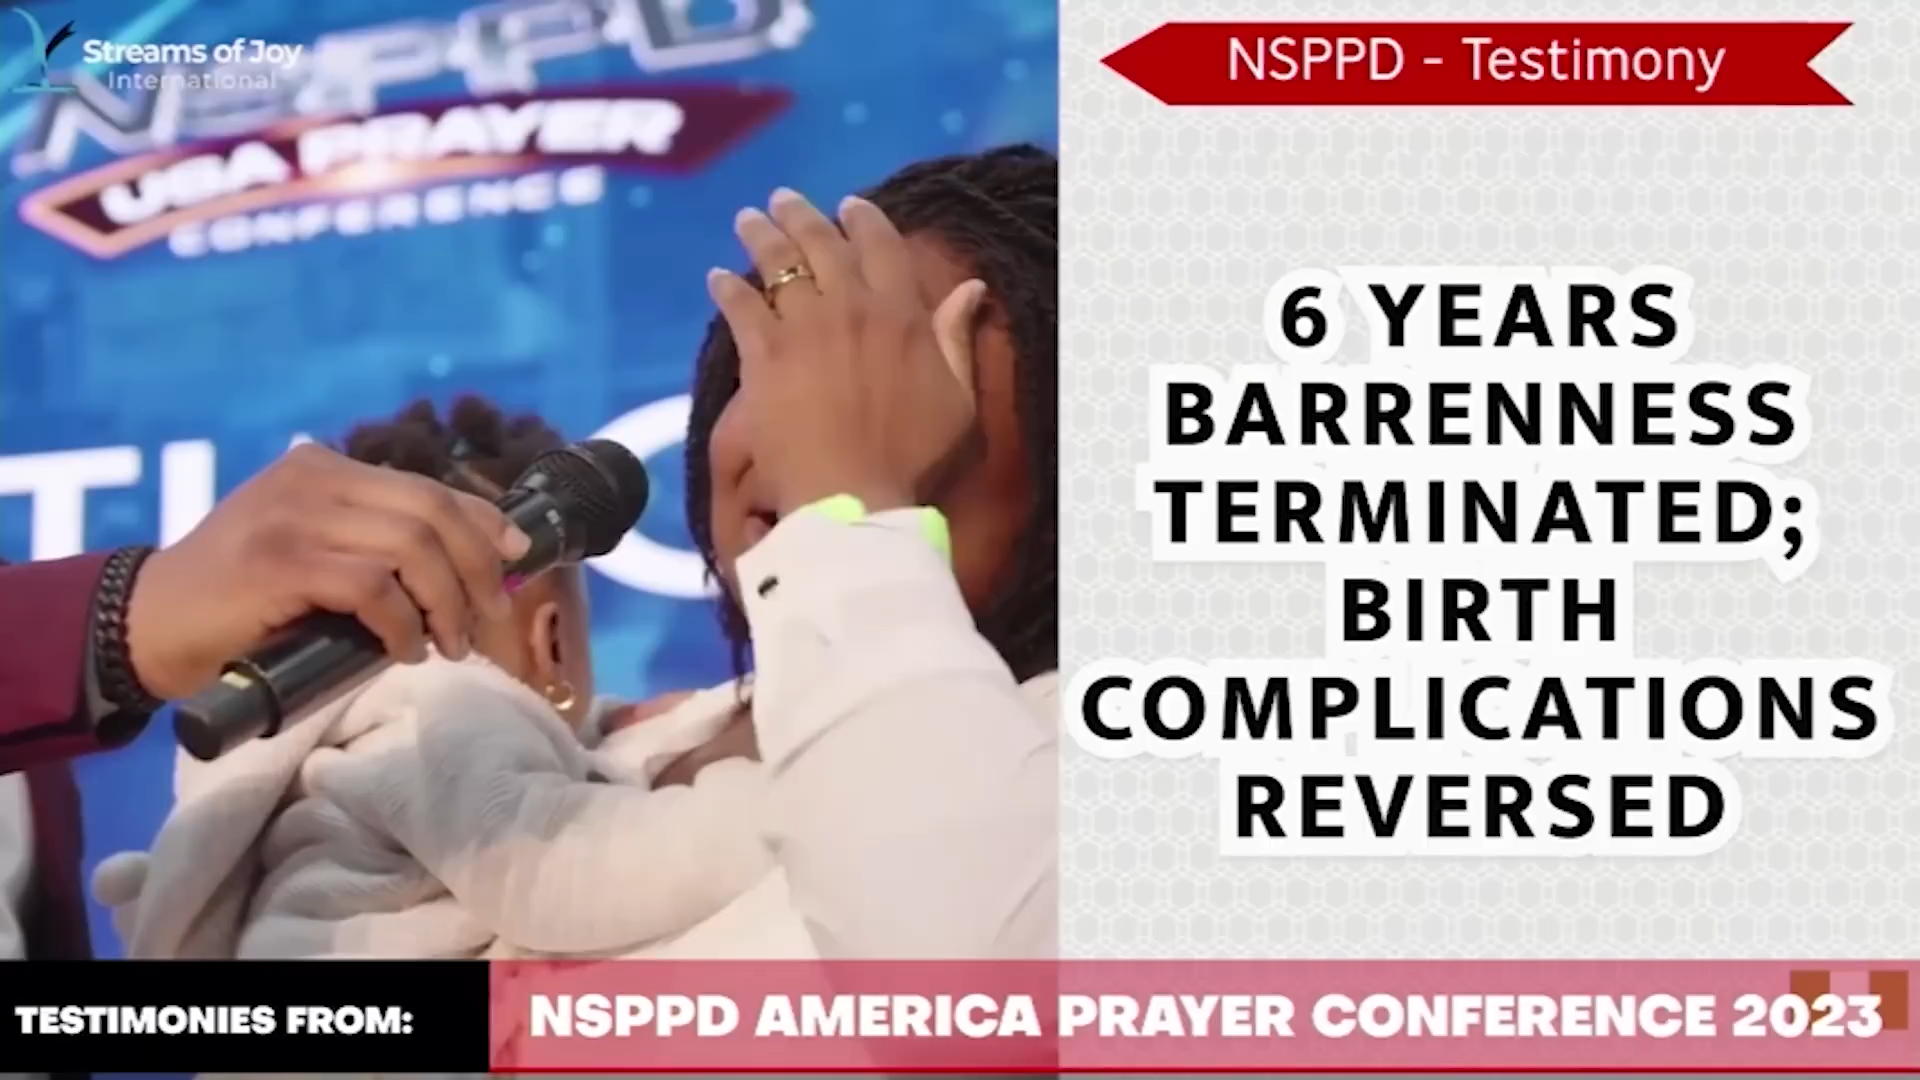 Streams of Joy
International
NSPPD
USA PRAYER
CONFERENCE
NSPPD - Testimony
6 YEARS
BARRENNESS
TERMINATED;
BIRTH
COMPLICATIONS
REVERSED
TESTIMONIES FROM:
NSPPD AMERICA PRAYER CONFERENCE 2023